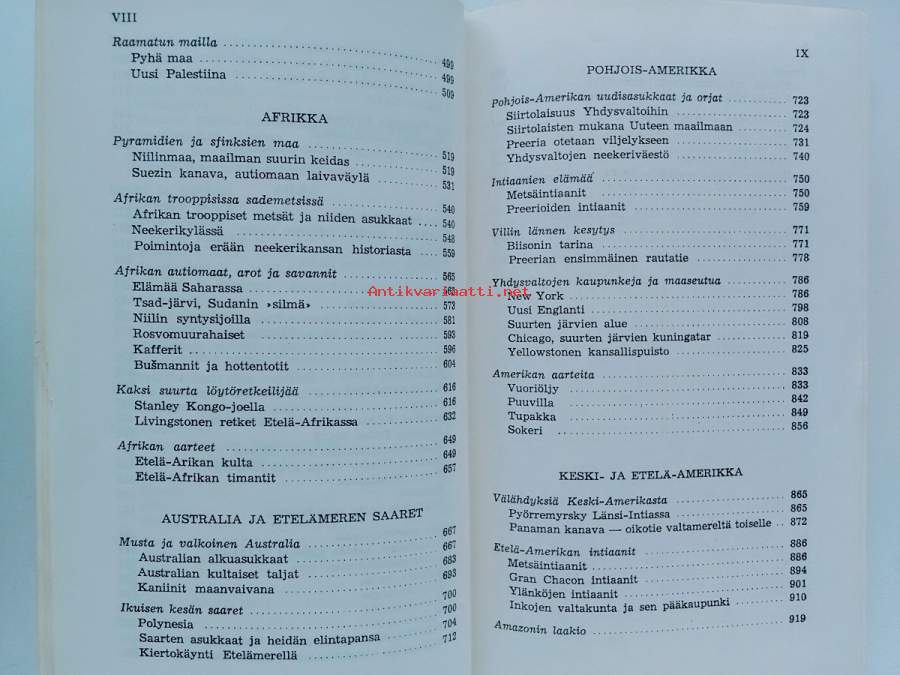 VIII
Raamatun mailla 499
Pyhä maa 499
Uusi Palestiina 509
AFRIKKA
Pyramidien ja sfinksien maa 519
Niilinmaa, maailman suurin keidas 519
Suezin kanava, autiomaan laivaväylä 531
Afrikan trooppisissa sademetsissä 540
Afrikan trooppiset metsät ja niiden asukkaat 540
Neekerikylässä 548
Poimintoja erään neekerikansan historiasta 559
Afrikan autiomaat, arot ja savannit 563
Elämää Saharassa 563
Tsad-järvi, Sudanin »silmä» 573
Niilin syntysijoilla 581
Rosvomuurahaiset 593
Kafferit 596
Bušmannit ja hottentotit 604
Kaksi suurta löytöretkeilijää 616
Stanley Kongo-joella 616
Livingstonen retket Etelä-Afrikassa 632
Afrikan aarteet 649
Etelä-Arikan kulta 649
Etelä-Afrikan timantit 657
AUSTRALIA JA ETELÄMEREN SAARET
Musta ja valkoinen Australia 667
Australian alkuasukkaat 667
Australian kultaiset taljat 683
Kaniinit maanvaivana 693
Ikuisen kesän saaret 700
Polynesia 700
Saarten asukkaat ja heidän elintapansa 704
Kiertokäynti Etelämerellä 712
IX
POHJOIS-AMERIKKA
Pohjois-Amerikan uudisasukkaat ja orjat 723
Siirtolaisuus Yhdysvaltoihin 723
Siirtolaisten mukana Uuteen maailmaan 724
Preeria otetaan viljelykseen 731
Yhdysvaltojen neekeriväestö 740
Intiaanien elämää 750
Metsäintiaanit 750
Preerioiden intiaanit 759
Villin lännen kesytys 771
Biisonin tarina 771
Preerian ensimmäinen rautatie 778
Yhdysvaltojen kaupunkeja ja maaseutua 786
New York 786
Uusi Englanti 798
Suurten järvien alue 808
Chicago, suurten järvien kuningatar 819
Yellowstonen kansallispuisto 825
Amerikan aarteita 833
Vuoriöljy 833
Puuvilla 842
Tupakka 849
Sokeri 856
KESKI- JA ETELÄ-AMERIKKA
Välähdyksiä Keski-Amerikasta 865
Pyörremyrsky Länsi-Intiassa 865
Panaman kanava — oikotie valtamereltä toiselle 872
Etelä-Amerikan intiaanit 886
Metsäintiaanit 886
Gran Chacon intiaanit 894
Ylänköjen intiaanit 901
Inkojen valtakunta ja sen pääkaupunki 910
Amazonin laakio 919
Antikvariaatti.net